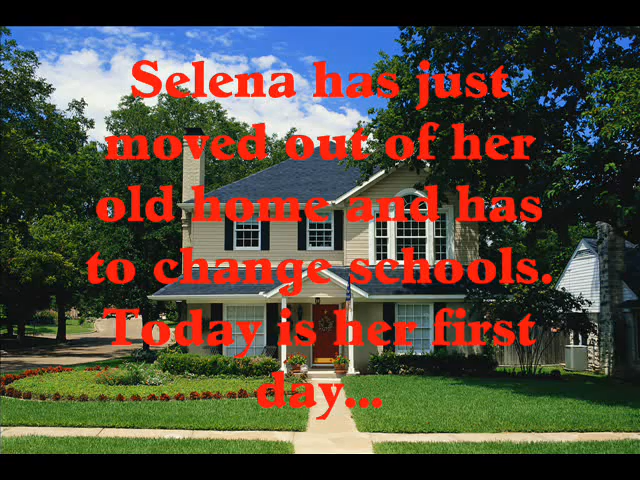 Selena has just
moved out of her
old home and has
to change schools.
Today is her first
day...